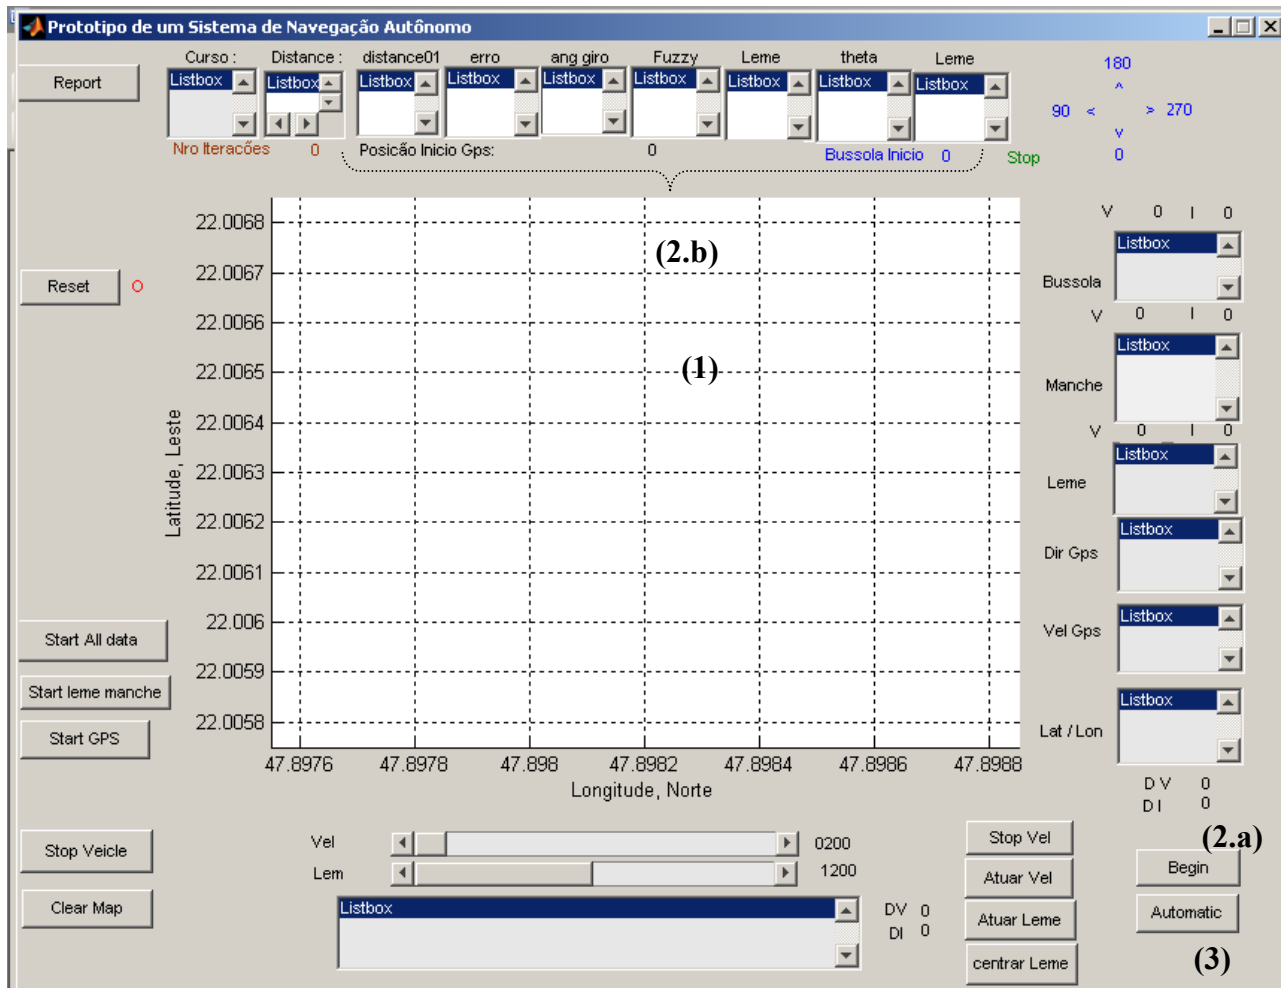 Prototipo de um Sistema de Navegação Autônomo
Curso : Distance : distance01 erro ang giro Fuzzy Leme theta Leme
Report
Listbox Listbox Listbox Listbox Listbox Listbox Listbox Listbox Listbox
180
^
90 < > 270
v
0
Nro Iteracões 0 Posicão Inicio Gps: 0 Bussola Inicio 0 Stop
(2.b)
(1)
Reset O
Start All data
Start leme manche
Start GPS
Stop Veicle
Clear Map
Latitude, Leste
22.0068
22.0067
22.0066
22.0065
22.0064
22.0063
22.0062
22.0061
22.006
22.0059
22.0058
47.8976 47.8978 47.898 47.8982 47.8984 47.8986 47.8988
Longitude, Norte
V 0 I 0
Bussola Listbox
V 0 I 0
Manche Listbox
V 0 I 0
Leme Listbox
Dir Gps Listbox
Vel Gps Listbox
Lat / Lon Listbox
D V 0
D I 0
(2.a)
Vel 0200
Lem 1200
Listbox
DV 0
DI 0
Stop Vel
Atuar Vel
Atuar Leme
centrar Leme
Begin
Automatic
(3)